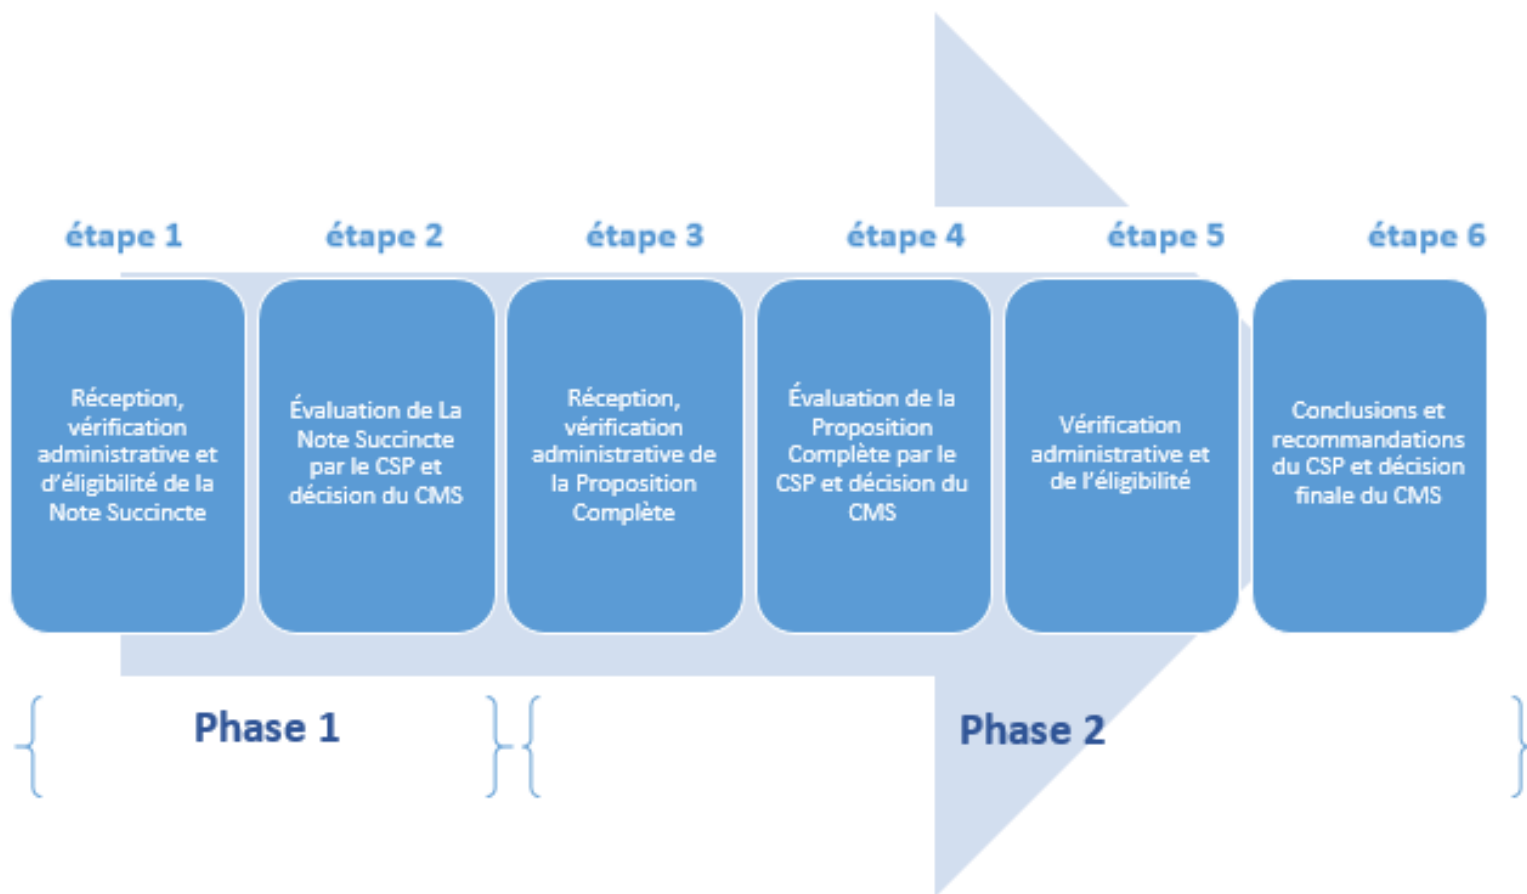 étape 1
étape 2
étape 3
étape 4
étape 5
étape 6
Réception,
vérification
administrative et
d'éligibilité de la
Note Succincte
Évaluation de La
Note Succincte
par le CSP et
décision du CMS
Réception,
vérification
administrative de
la Proposition
Complète
Évaluation de la
Proposition
Complète par le
CSP et décision du
CMS
Vérification
administrative et
de l'éligibilité
Conclusions et
recommandations
du CSP et décision
finale du CMS
Phase 1
Phase 2